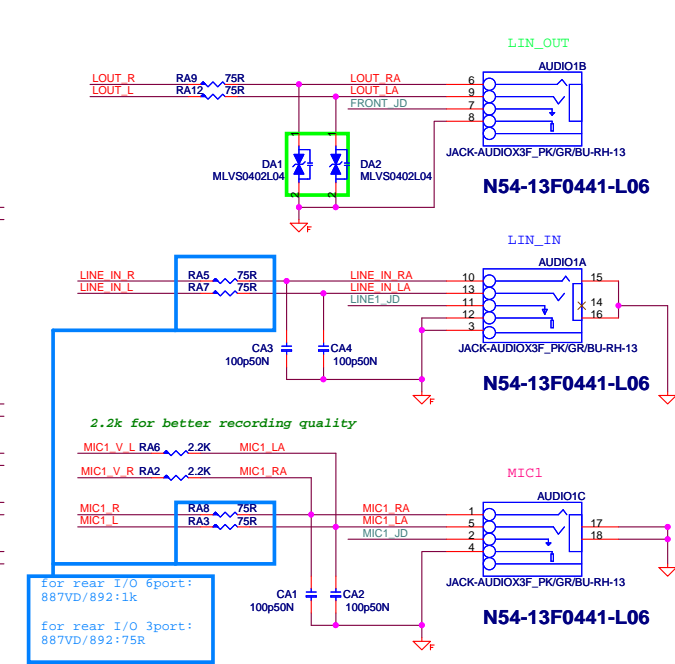 LIN_OUT
AUDIO1B
LOUT_R RA9 75R LOUT_RA 6
LOUT_L RA12 75R LOUT_LA 9
FRONT_JD 7
8
JACK-AUDIOX3F_PK/GR/BU-RH-13
1 1
DA1 DA2
MLVS0402L04 MLVS0402L04
2 2
N54-13F0441-L06
F
LIN_IN
AUDIO1A
LINE_IN_R RA5 75R LINE_IN_RA 10 15
LINE_IN_L RA7 75R LINE_IN_LA 13
LINE1_JD 11 14
12 16
3
CA3 CA4 JACK-AUDIOX3F_PK/GR/BU-RH-13
100p50N 100p50N
N54-13F0441-L06
F F
2.2k for better recording quality
MIC1_V_L RA6 2.2K MIC1_LA
MIC1_V_R RA2 2.2K MIC1_RA
MIC1
AUDIO1C
MIC1_R RA8 75R MIC1_RA 1
MIC1_L RA3 75R MIC1_LA 5 17
MIC1_JD 2 18
4
for rear I/O 6port:
887VD/892:1k
for rear I/O 3port:
887VD/892:75R
CA1 CA2 JACK-AUDIOX3F_PK/GR/BU-RH-13
100p50N 100p50N
N54-13F0441-L06
F